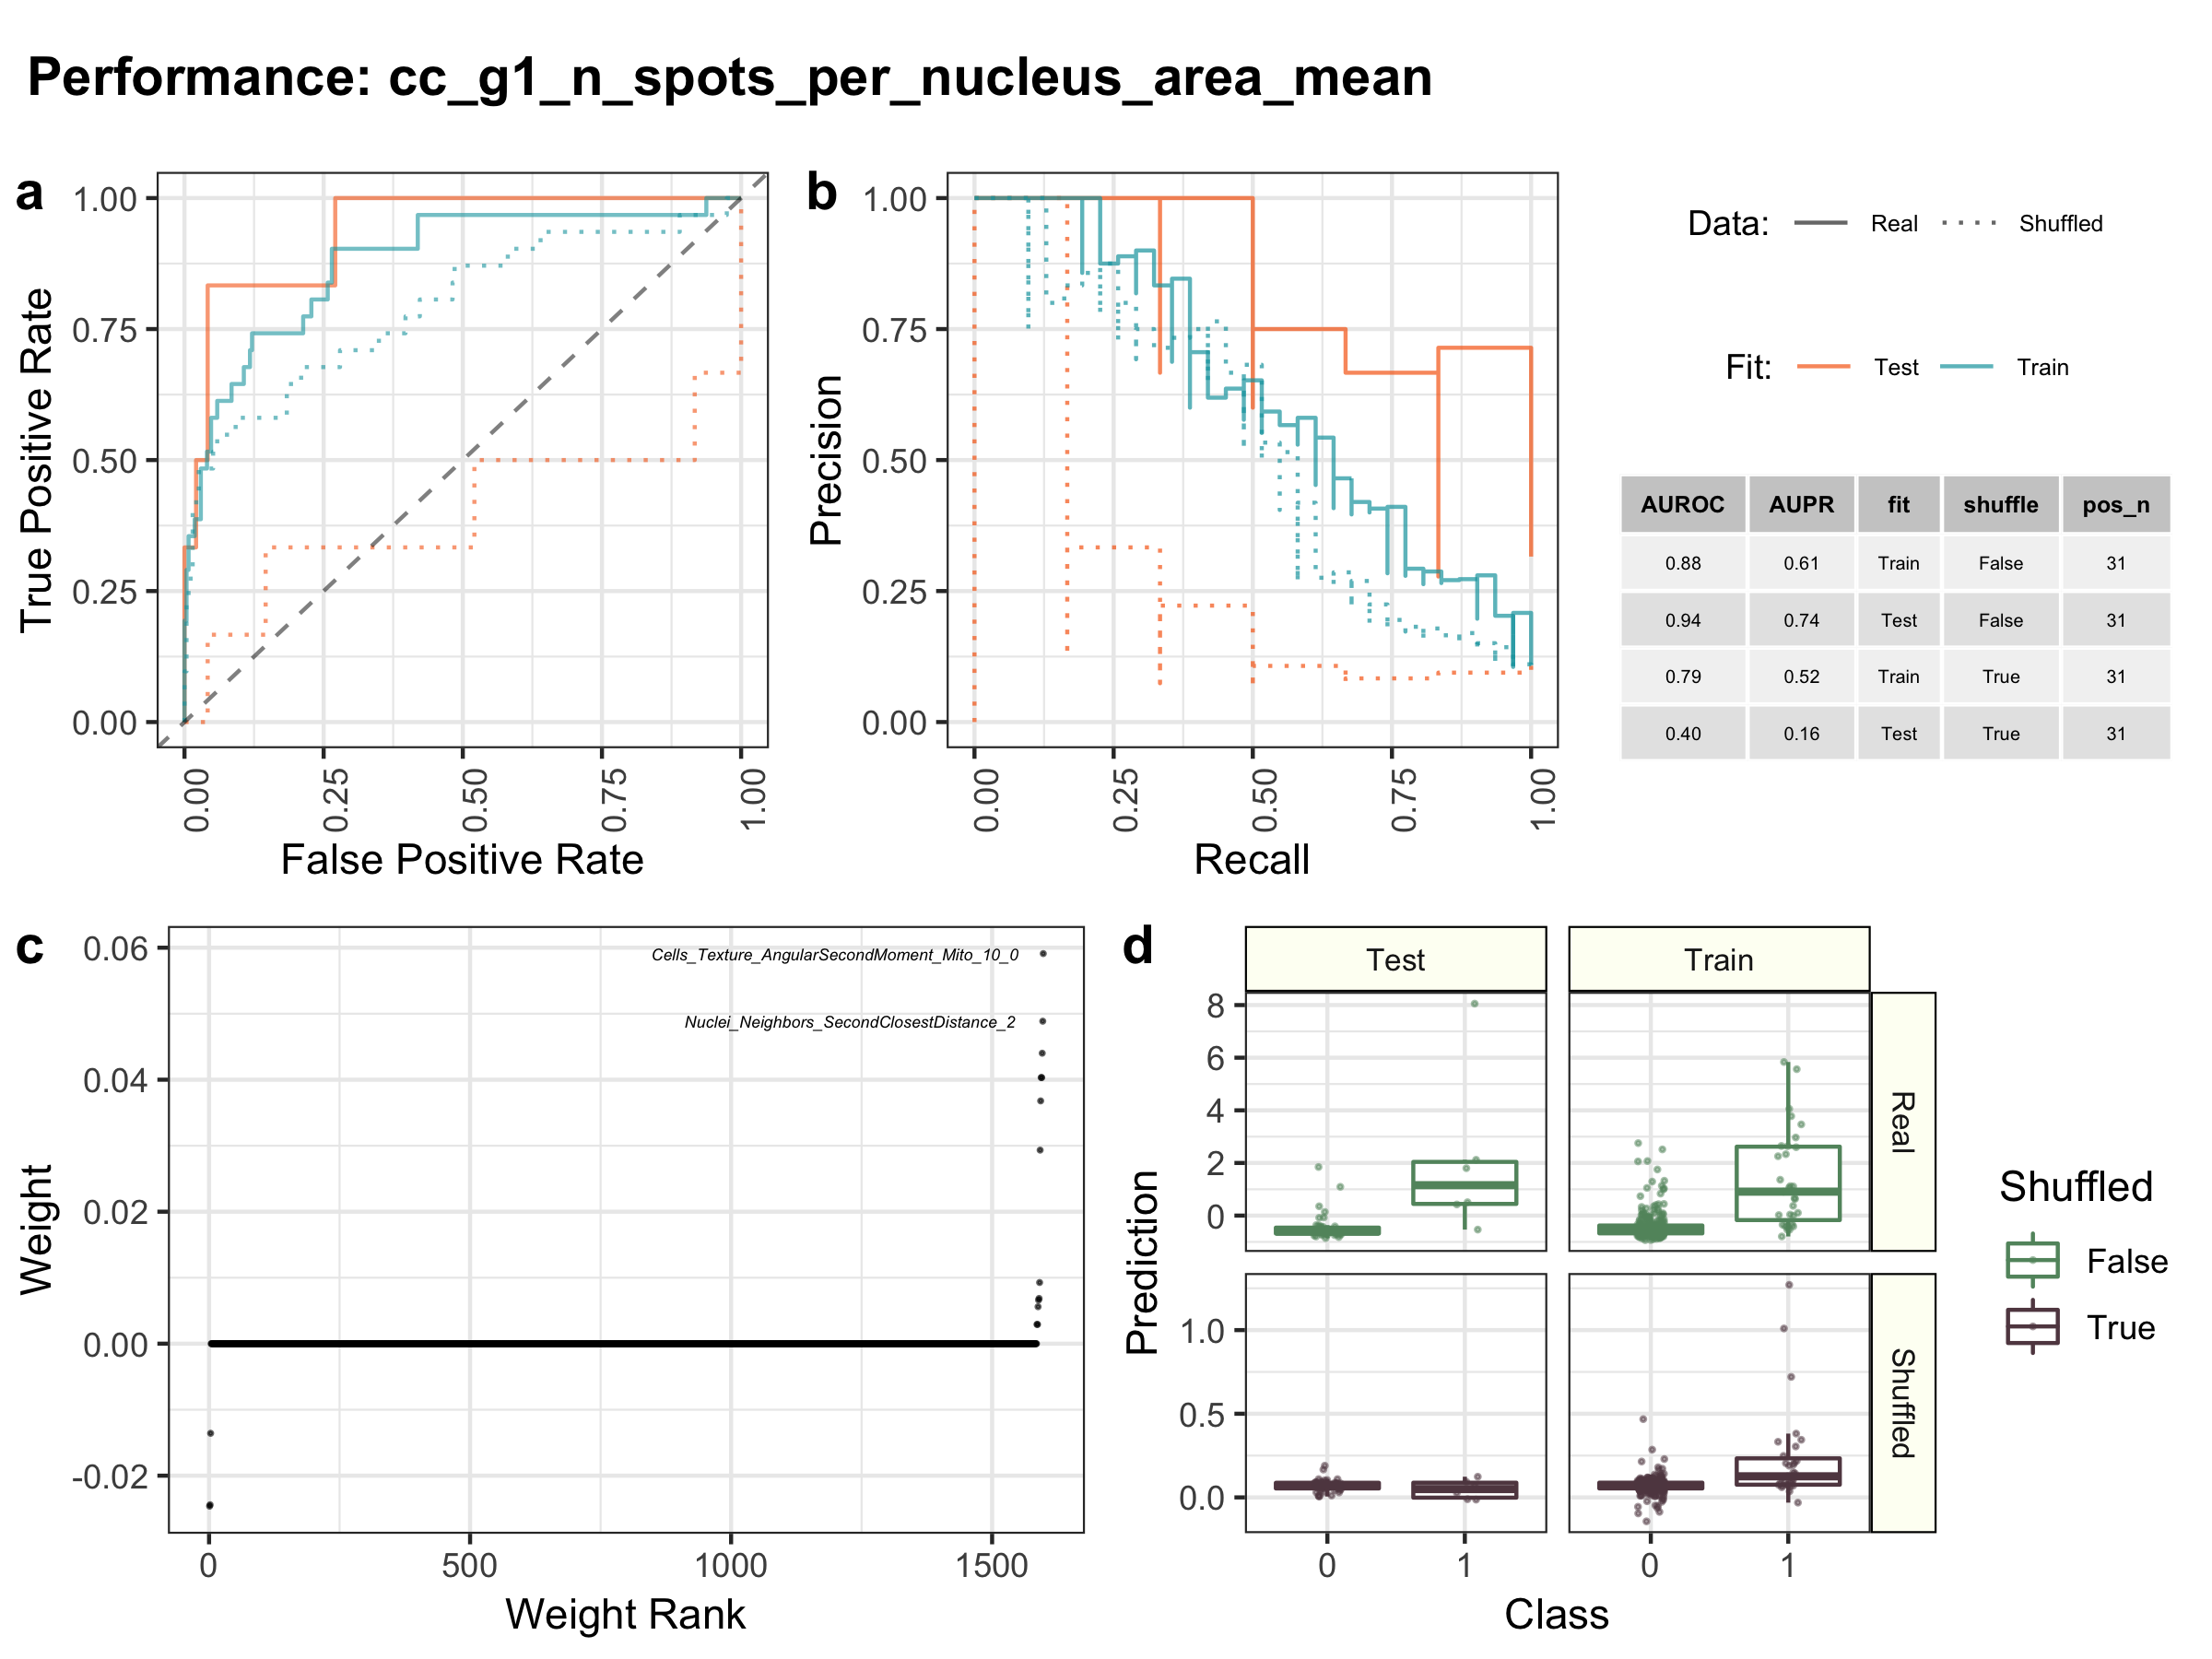 Performance: cc_g1_n_spots_per_nucleus_area_mean
a
1.00
0.75
0.50
0.25
0.00
True Positive Rate
0.00
0.25
0.50
0.75
1.00
False Positive Rate
b
1.00
0.75
0.50
0.25
0.00
Precision
0.00
0.25
0.50
0.75
1.00
Recall
Data: Real Shuffled
Fit: Test Train
AUROC AUPR fit shuffle pos_n
0.88 0.61 Train False 31
0.94 0.74 Test False 31
0.79 0.52 Train True 31
0.40 0.16 Test True 31
c
0.06
0.04
0.02
0.00
-0.02
Weight
Cells_Texture_AngularSecondMoment_Mito_10_0
Nuclei_Neighbors_SecondClosestDistance_2
0 500 1000 1500
Weight Rank
d
Test Train
8
6
4
2
0
Real
1.0
0.5
0.0
Shuffled
Prediction
0 1 0 1
Class
Shuffled
False
True